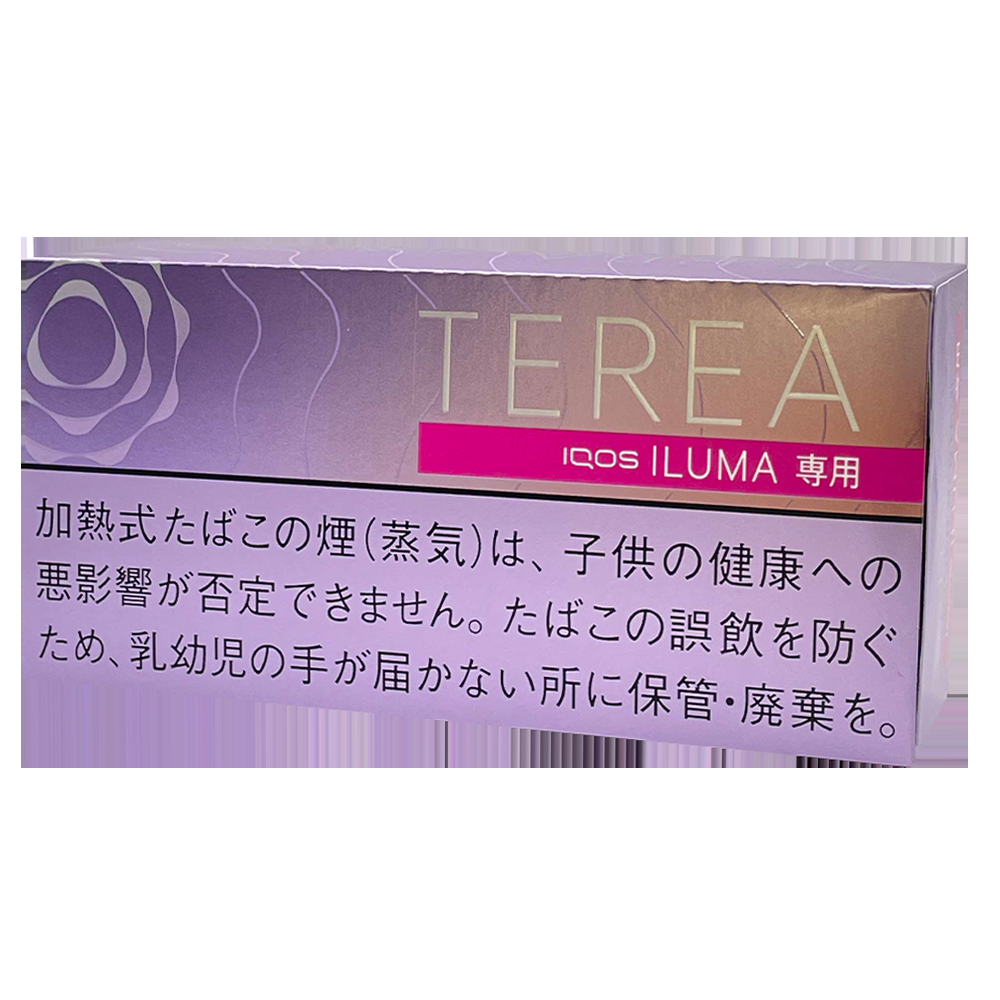 TEREA
IQOS ILUMA 専用
加熱式たばこの煙(蒸気)は、子供の健康への
悪影響が否定できません。たばこの誤飲を防ぐ
ため、乳幼児の手が届かない所に保管・廃棄を。